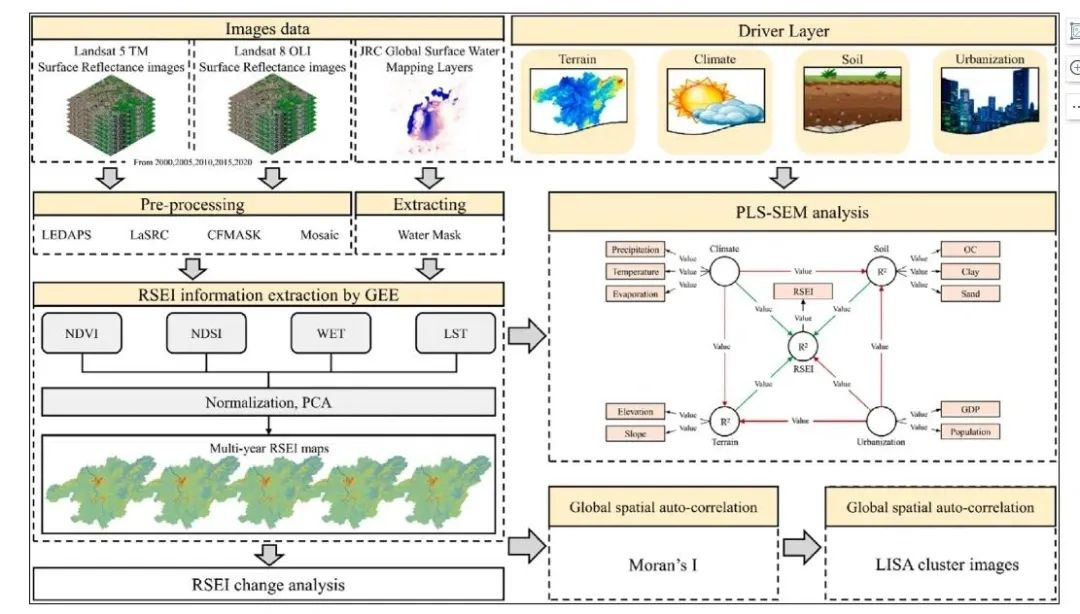 Images data
Landsat 5 TM
Surface Reflectance images
Landsat 8 OLI
Surface Reflectance images
JRC Global Surface Water
Mapping Layers
From 2000,2005,2010,2015,2020
Driver Layer
Terrain
Climate
Soil
Urbanization
Pre-processing
LEDAPS
LaSRC
CFMASK
Mosaic
Extracting
Water Mask
RSEI information extraction by GEE
NDVI
NDSI
WET
LST
Normalization, PCA
Multi-year RSEI maps
RSEI change analysis
PLS-SEM analysis
Precipitation
Temperature
Evaporation
Value
Value
Value
Climate
Value
Soil
R²
Value
Value
Value
OC
Clay
Sand
RSEI
Value
Value
Value
R²
RSEI
Value
Value
Value
Value
Elevation
Slope
Value
Value
R²
Terrain
Value
Urbanization
Value
Value
GDP
Population
Global spatial auto-correlation
Moran's I
Global spatial auto-correlation
LISA cluster images